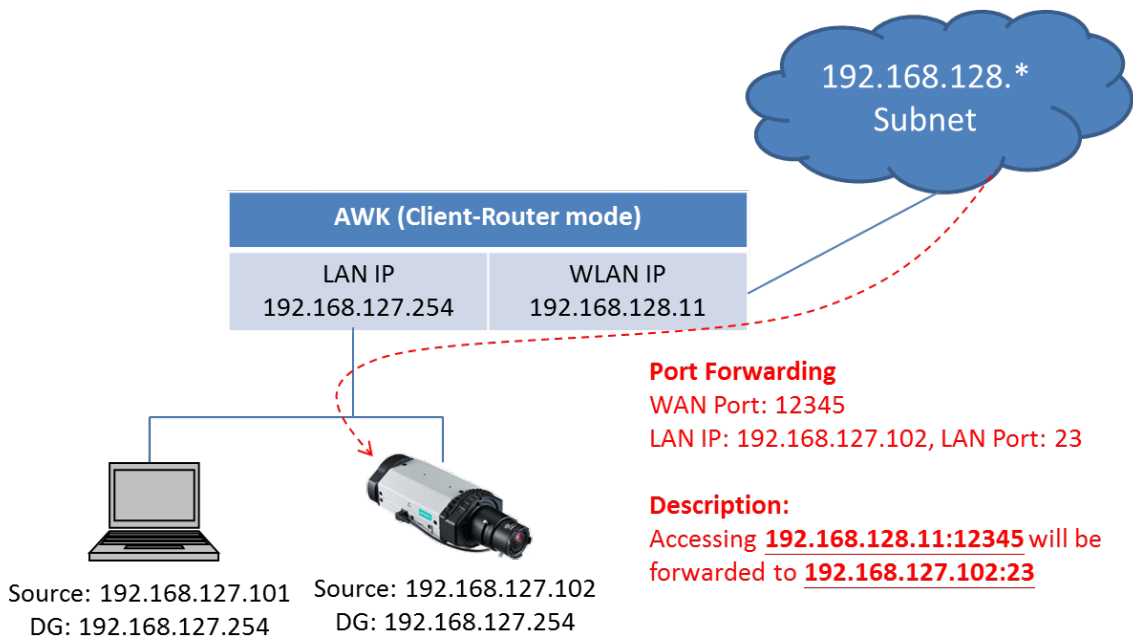 192.168.128.*
Subnet
AWK (Client-Router mode)
LAN IP
192.168.127.254
WLAN IP
192.168.128.11
Port Forwarding
WAN Port: 12345
LAN IP: 192.168.127.102, LAN Port: 23
Description:
Accessing 192.168.128.11:12345 will be
forwarded to 192.168.127.102:23
Source: 192.168.127.101
DG: 192.168.127.254
Source: 192.168.127.102
DG: 192.168.127.254